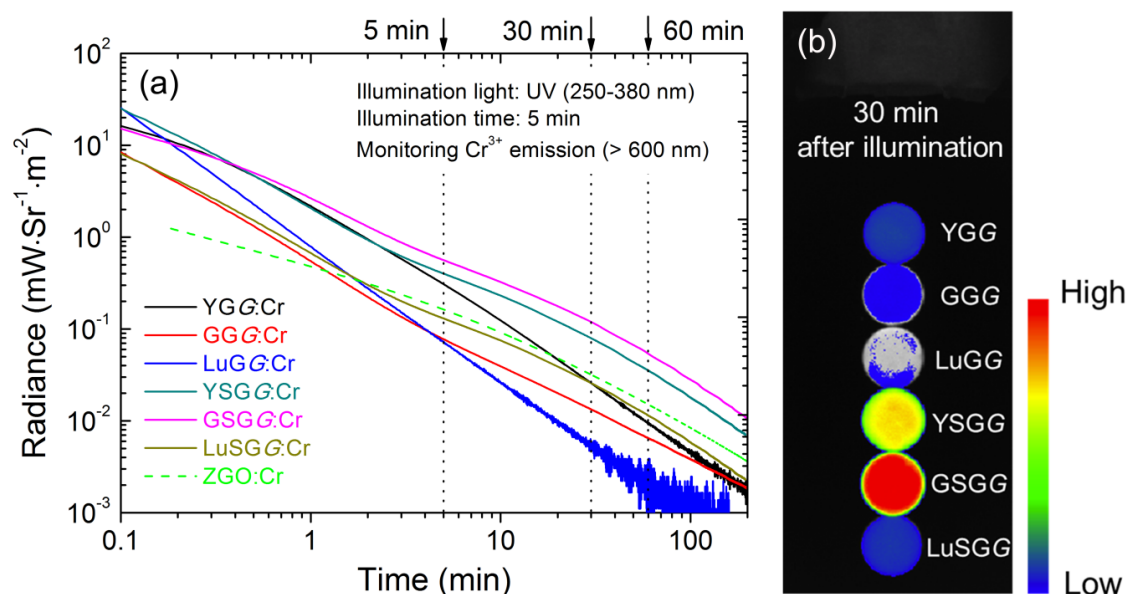 5 min 30 min 60 min
(a)
Illumination light: UV (250-380 nm)
Illumination time: 5 min
Monitoring Cr³⁺ emission (> 600 nm)
Radiance (mW·Sr⁻¹·m⁻²)
10²
10¹
10⁰
10⁻¹
10⁻²
10⁻³
YGG:Cr
GGG:Cr
LuGG:Cr
YSGG:Cr
GSGG:Cr
LuSGG:Cr
ZGO:Cr
0.1 1 10 100
Time (min)
(b)
30 min
after illumination
YGG
GGG
LuGG
YSGG
GSGG
LuSGG
High
Low